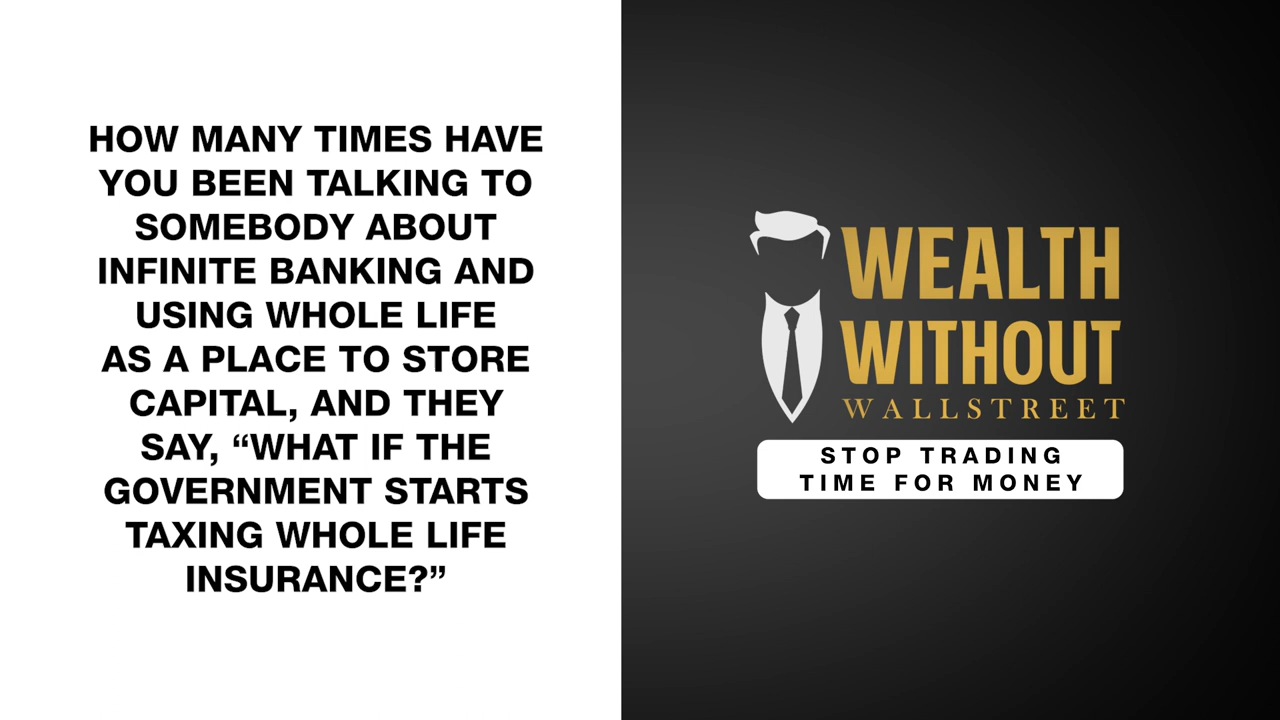 HOW MANY TIMES HAVE
YOU BEEN TALKING TO
SOMEBODY ABOUT
INFINITE BANKING AND
USING WHOLE LIFE
AS A PLACE TO STORE
CAPITAL, AND THEY
SAY, “WHAT IF THE
GOVERNMENT STARTS
TAXING WHOLE LIFE
INSURANCE?”
WEALTH
WITHOUT
WALLSTREET
STOP TRADING
TIME FOR MONEY